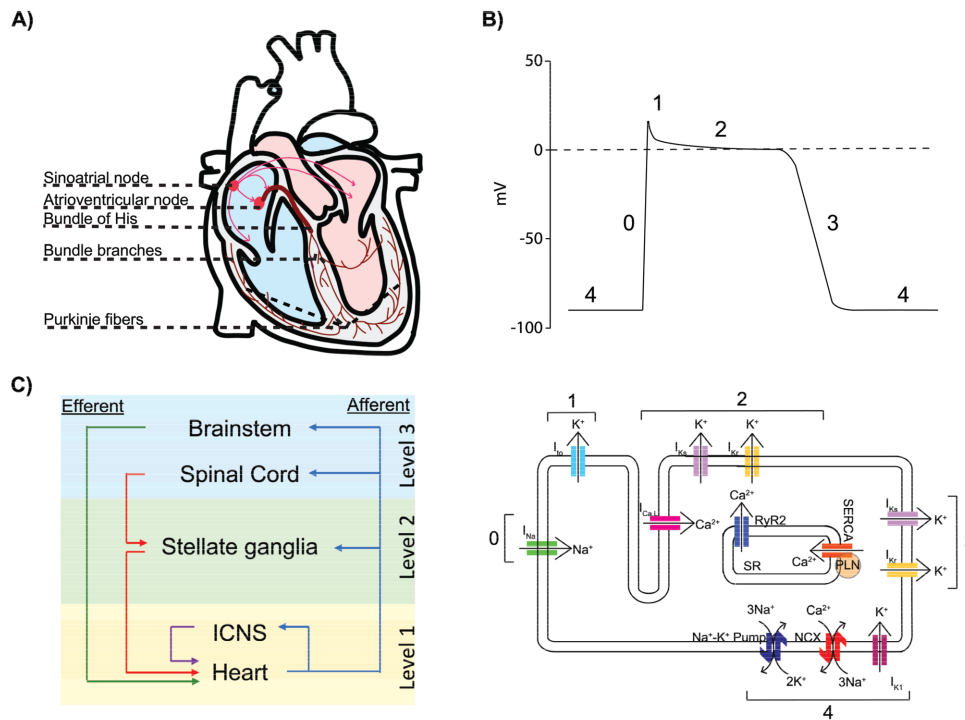 A)
Sinoatrial node
Atrioventricular node
Bundle of His
Bundle branches
Purkinie fibers
B)
50
0
-50
-100
mV
1
2
0
3
4
4
C)
Efferent
Afferent
Brainstem
Spinal Cord
Level 3
Stellate ganglia
Level 2
ICNS
Heart
Level 1
1
2
K+
K+
K+
Ito
IKs
IKr
0
INa
Na+
ICa,L
Ca2+
Ca2+
RyR2
SERCA
Ca2+
PLN
SR
IKs
K+
IKr
K+
3Na+
Ca2+
K+
Na+-K+ Pump
NCX
2K+
3Na+
IK1
4